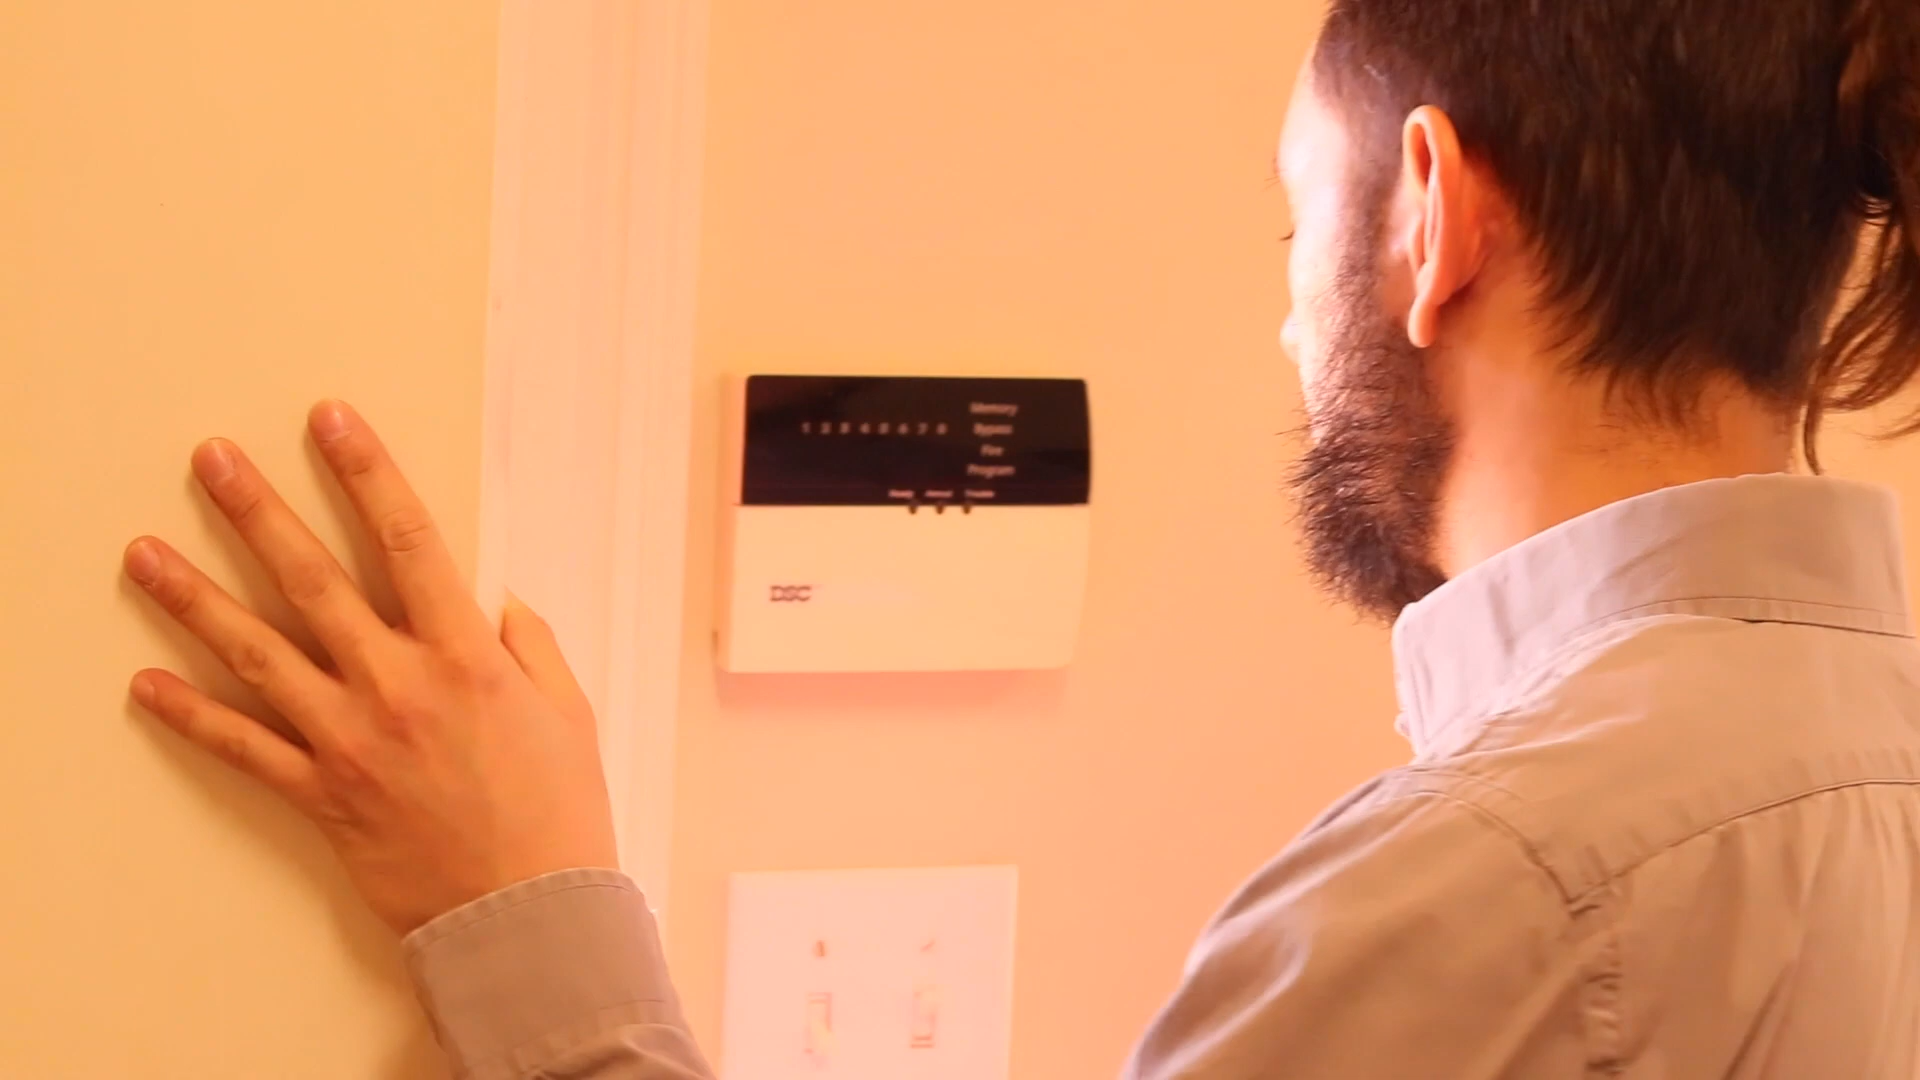 1 2 3 4 5 6 7 8
Memory
Bypass
Fire
Program
Ready Armed Trouble
DSC